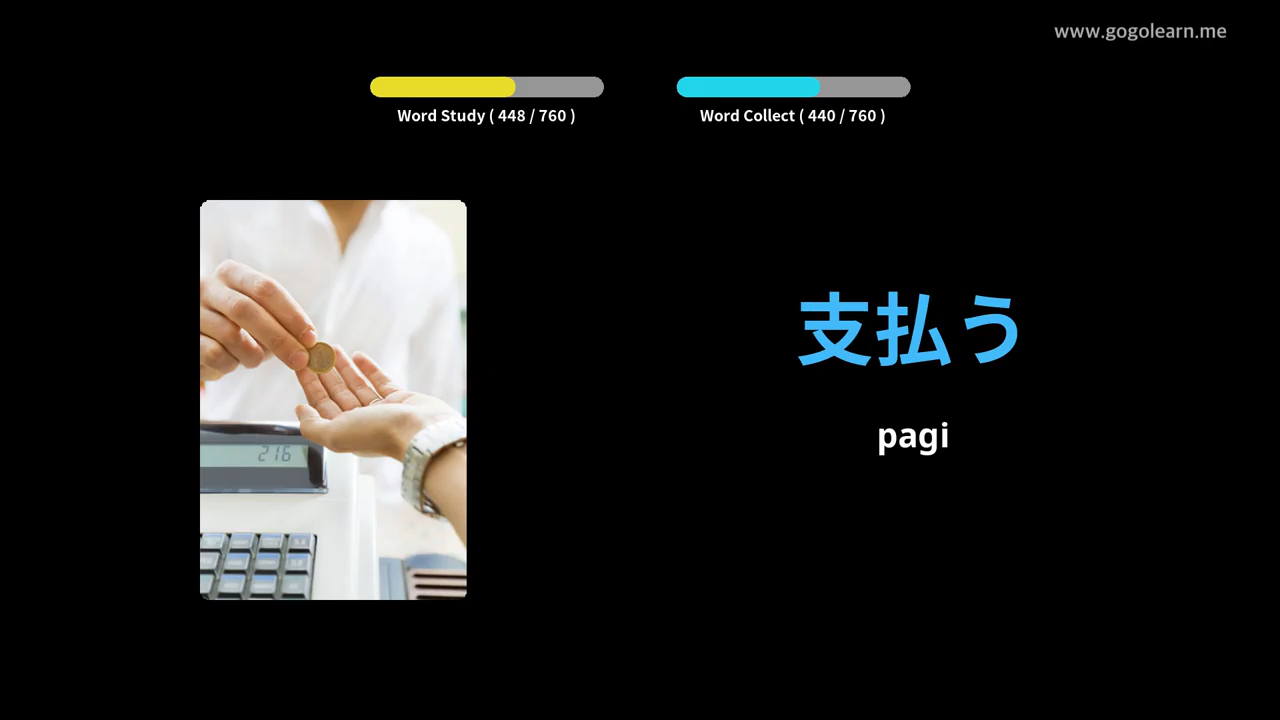 www.gogolearn.me
Word Study ( 448 / 760 )
Word Collect ( 440 / 760 )
支払う
pagi
216